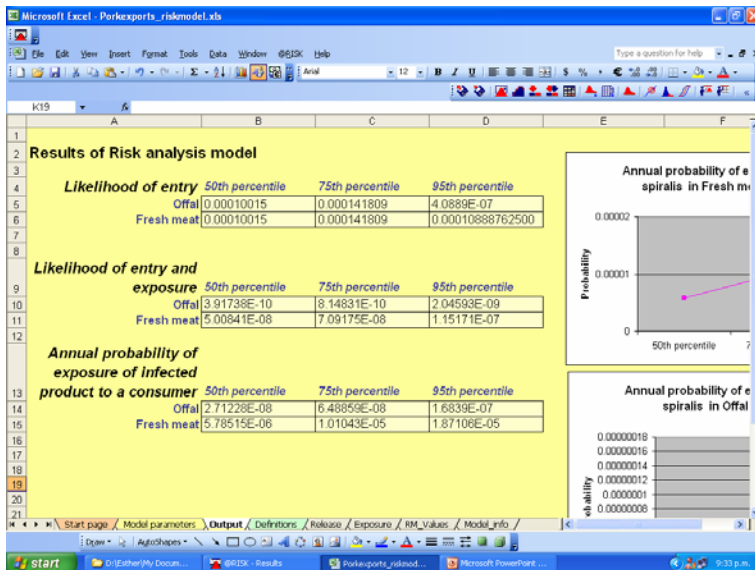 Microsoft Excel - Porkexports_riskmodel.xls
File Edit View Insert Format Tools Data Window @RISK Help Type a question for help
Arial 12 B I U $ % , €
K19 fx
A B C D E F
1
2 Results of Risk analysis model
3
4 Likelihood of entry 50th percentile 75th percentile 95th percentile
5 Offal 0.00010015 0.000141809 4.0889E-07
6 Fresh meat 0.00010015 0.000141809 0.00010888762500
7
8
Likelihood of entry and
9 exposure 50th percentile 75th percentile 95th percentile
10 Offal 3.91738E-10 8.14831E-10 2.04593E-09
11 Fresh meat 5.00841E-08 7.09175E-08 1.15171E-07
12
Annual probability of
exposure of infected
13 product to a consumer 50th percentile 75th percentile 95th percentile
14 Offal 2.71228E-08 6.48859E-08 1.6839E-07
15 Fresh meat 5.78515E-06 1.01043E-05 1.87106E-05
16
17
18
19
20
21
Annual probability of e
spiralis in Fresh m
0.00002
0.00001
0
Probability
50th percentile 7
Annual probability of e
spiralis in Offal
0.00000018
0.00000016
0.00000014
0.00000012
0.0000001
0.00000008
Start page Model parameters Output Definitions Release Exposure RM_Values Model_info
Draw AutoShapes
start D:\Esther\My Docum... @RISK - Results Porkexports_riskmod... Microsoft PowerPoint ... 9:33 p.m.